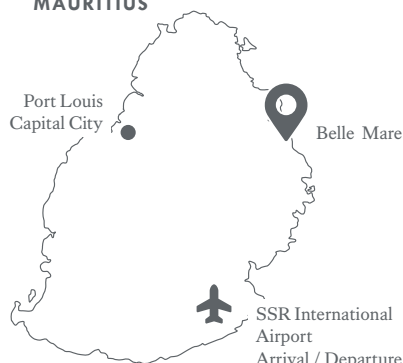 MAURITIUS
Port Louis
Capital City
Belle Mare
SSR International
Airport
Arrival / Departure